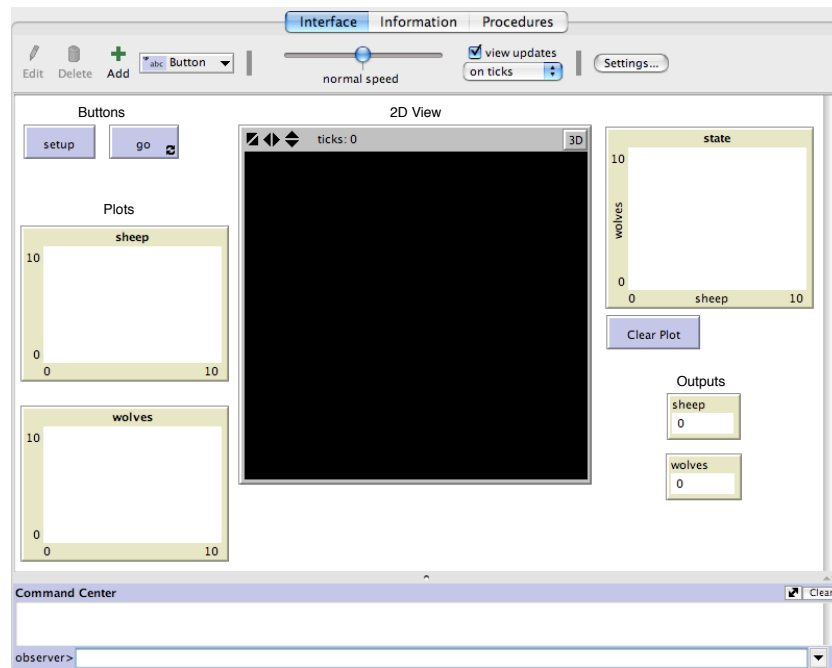 Interface Information Procedures
Edit Delete Add abc Button normal speed view updates on ticks Settings...
Buttons
setup go
2D View
ticks: 0 3D
state
10
wolves
0
0 sheep 10
Clear Plot
Plots
sheep
10
0
0 10
wolves
10
0
0 10
Outputs
sheep
0
wolves
0
Command Center Clear
observer>